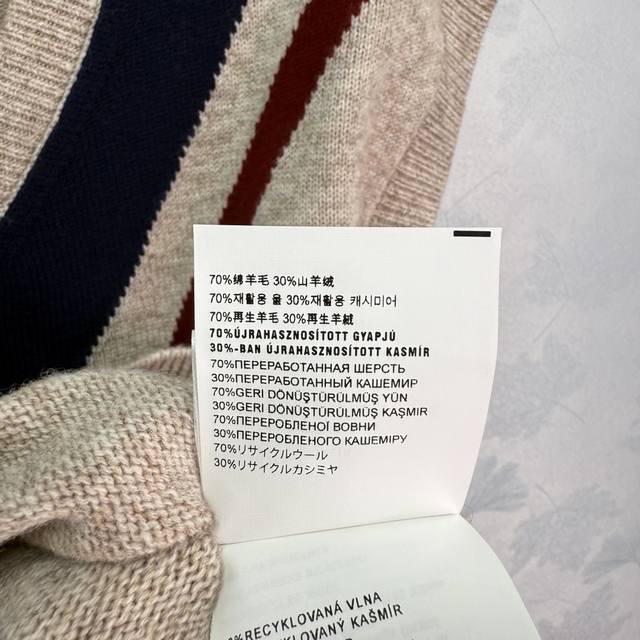 70%绵羊毛 30%山羊绒
70%재활용 울 30%재활용 캐시미어
70%再生羊毛 30%再生羊絨
70%ÚJRAHASZNOSÍTOTT GYAPJÚ
30%-BAN ÚJRAHASZNOSÍTOTT KASMÍR
70%ПЕРЕРАБОТАННАЯ ШЕРСТЬ
30%ПЕРЕРАБОТАННЫЙ КАШЕМИР
70%GERİ DÖNÜŞTÜRÜLMÜŞ YÜN
30%GERİ DÖNÜŞTÜRÜLMÜŞ KAŞMİR
70%ПЕРЕРОБЛЕНОЇ ВОВНИ
30%ПЕРЕРОБЛЕНОГО КАШЕМІРУ
70%リサイクルウール
30%リサイクルカシミヤ
%RECYKLOVANÁ VLNA
KAŠMÍR